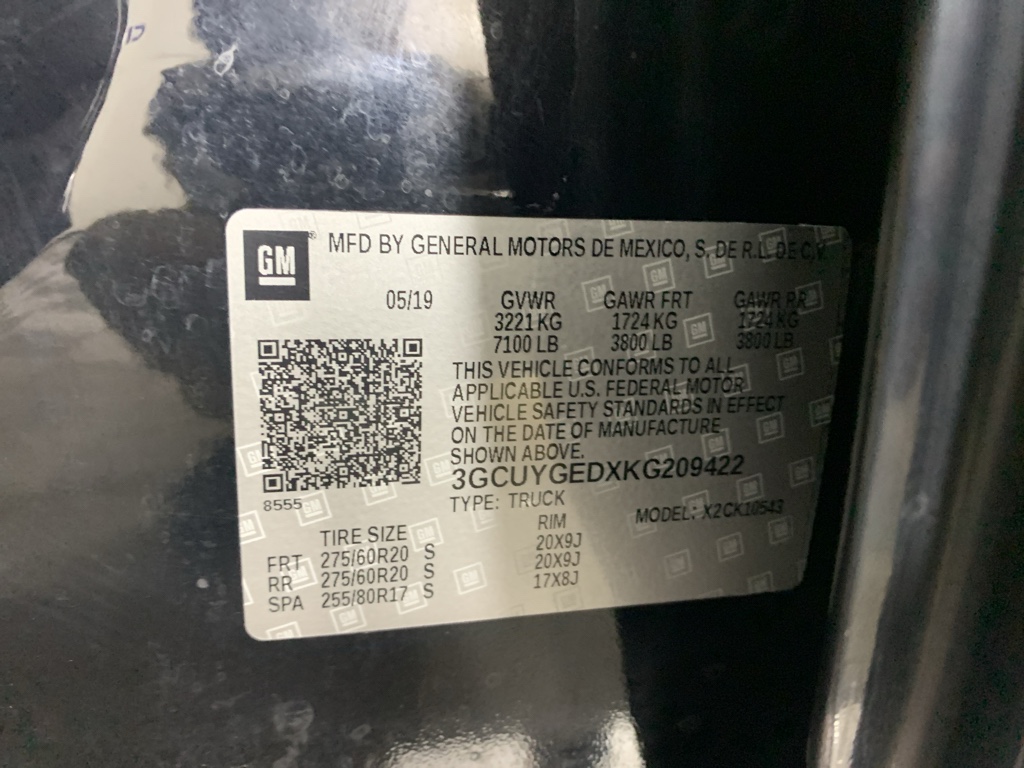 GM
MFD BY GENERAL MOTORS DE MEXICO, S. DE R.L. DE C.V.
05/19 GVWR GAWR FRT GAWR RR
3221 KG 1724 KG 1724 KG
7100 LB 3800 LB 3800 LB
THIS VEHICLE CONFORMS TO ALL
APPLICABLE U.S. FEDERAL MOTOR
VEHICLE SAFETY STANDARDS IN EFFECT
ON THE DATE OF MANUFACTURE
SHOWN ABOVE.
3GCUYGEDXKG209422
8555
TYPE: TRUCK MODEL: X2CK10543
TIRE SIZE RIM
FRT 275/60R20 S 20X9J
RR 275/60R20 S 20X9J
SPA 255/80R17 S 17X8J